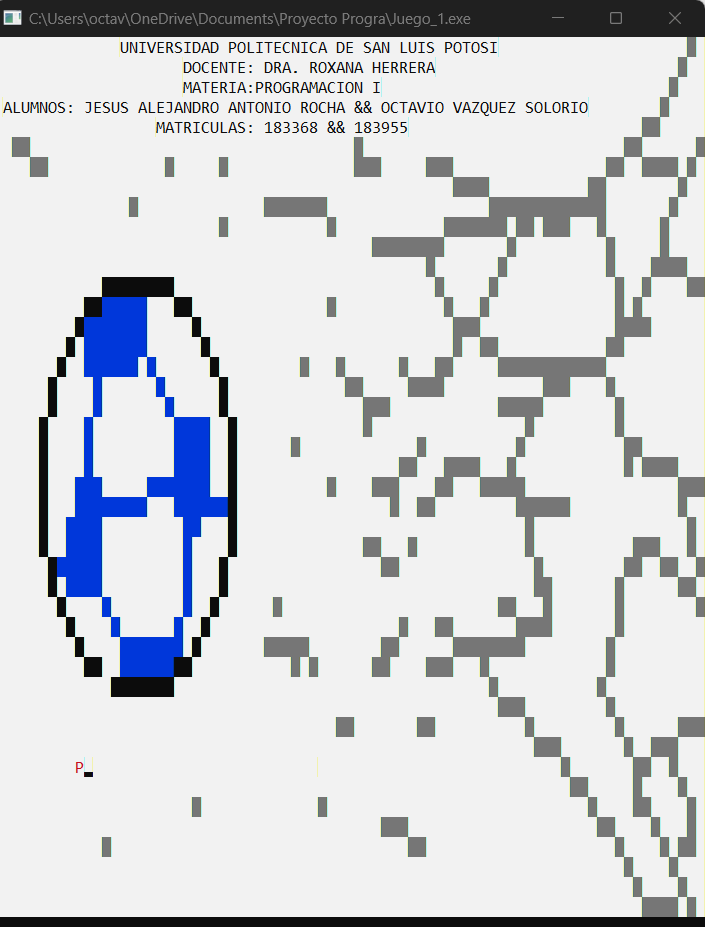 C:\Users\octav\OneDrive\Documents\Proyecto Progra\Juego_1.exe
UNIVERSIDAD POLITECNICA DE SAN LUIS POTOSI
DOCENTE: DRA. ROXANA HERRERA
MATERIA:PROGRAMACION I
ALUMNOS: JESUS ALEJANDRO ANTONIO ROCHA && OCTAVIO VAZQUEZ SOLORIO
MATRICULAS: 183368 && 183955
P